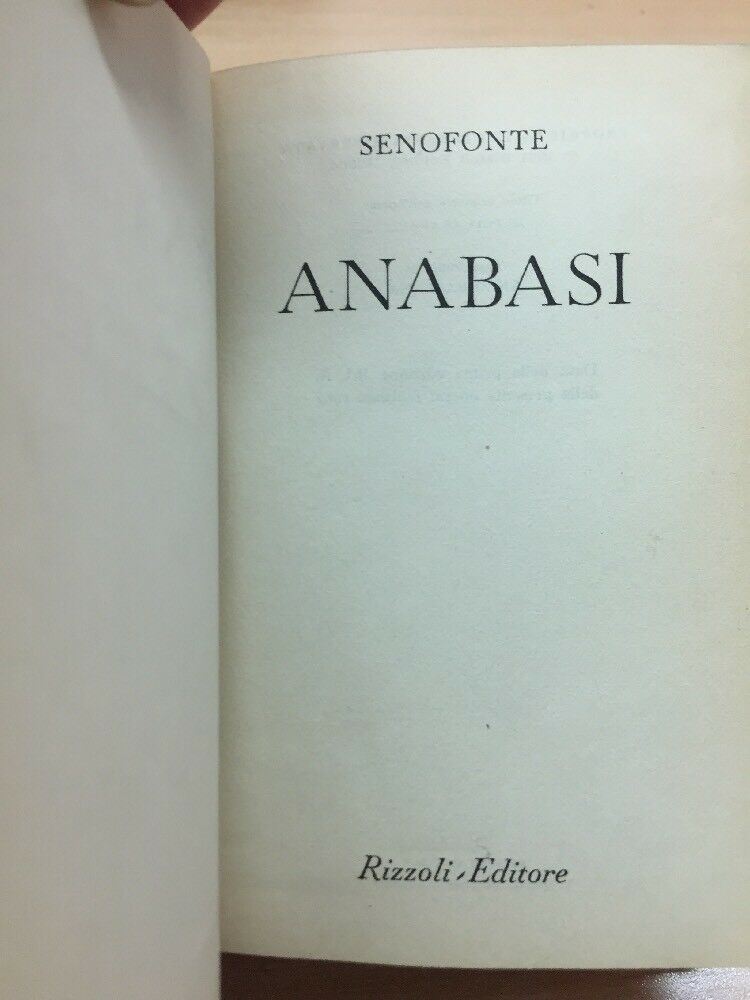 SENOFONTE
ANABASI
Rizzoli - Editore